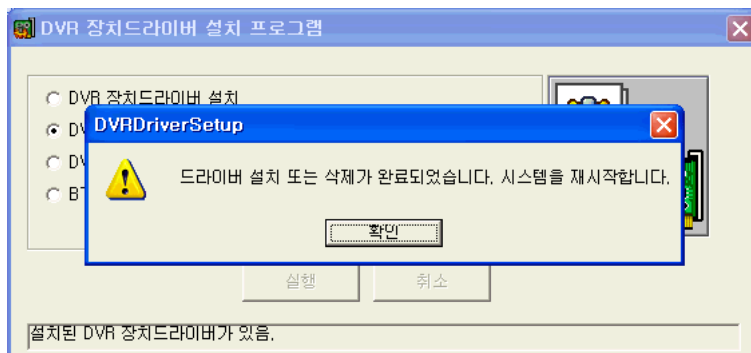 DVR 장치드라이버 설치 프로그램
DVR 장치드라이버 설치
DVRDriverSetup
드라이버 설치 또는 삭제가 완료되었습니다. 시스템을 재시작합니다.
확인
실행
취소
설치된 DVR 장치드라이버가 있음.